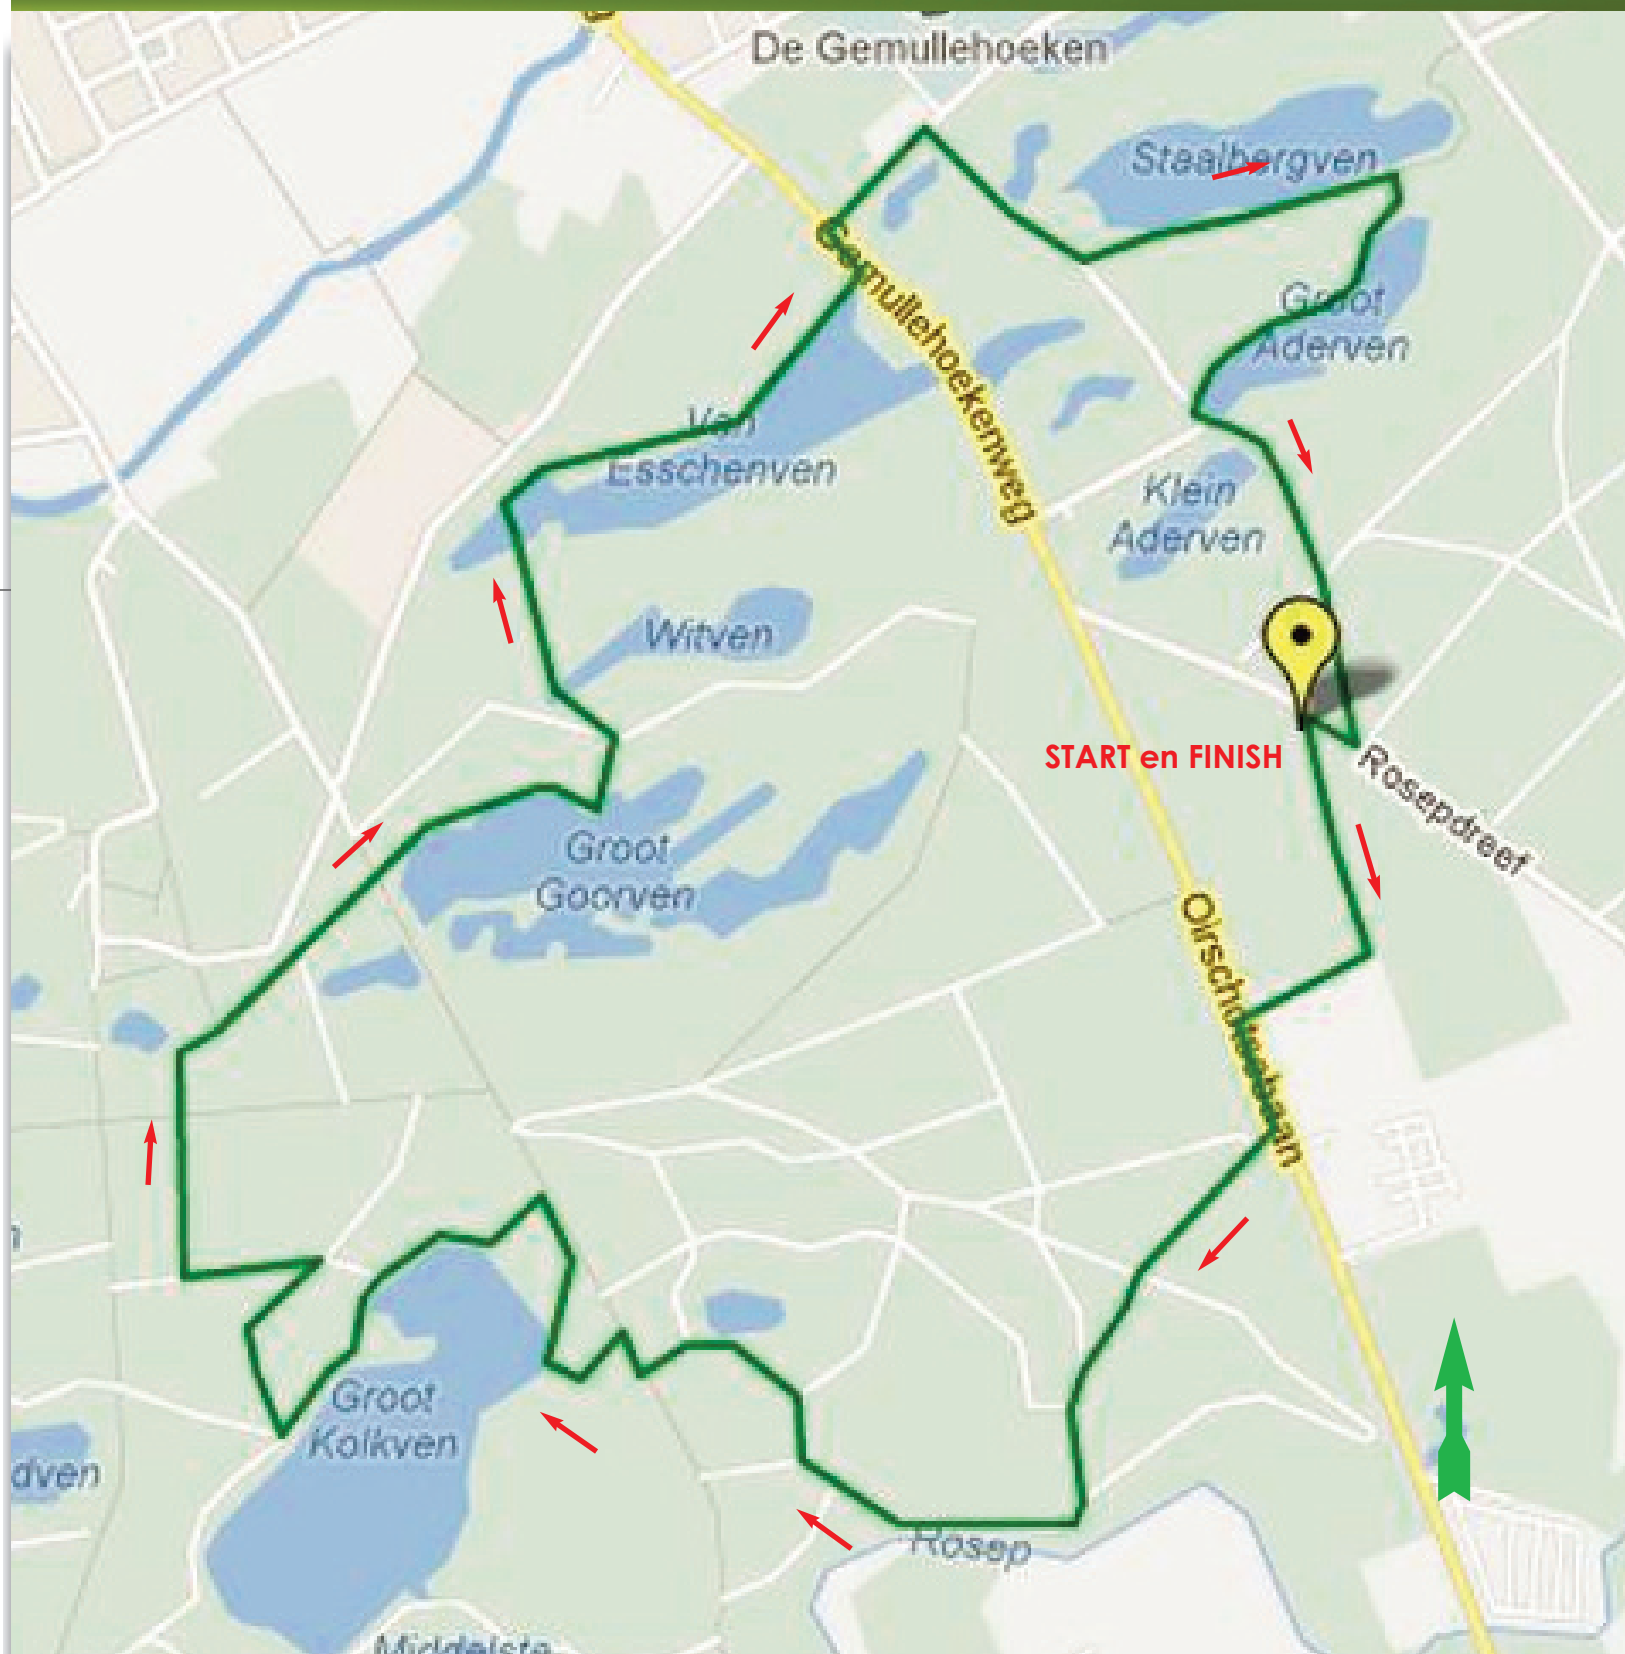 De Gemullehoeken
Staalbergven
Gemullehoekenweg
Groot
Aderven
Van
Esschenven
Klein
Aderven
Witven
START en FINISH
Rosepdreef
Groot
Goorven
Oirschotsebaan
Groot
Kolkven
dven
Rosep
Middelste